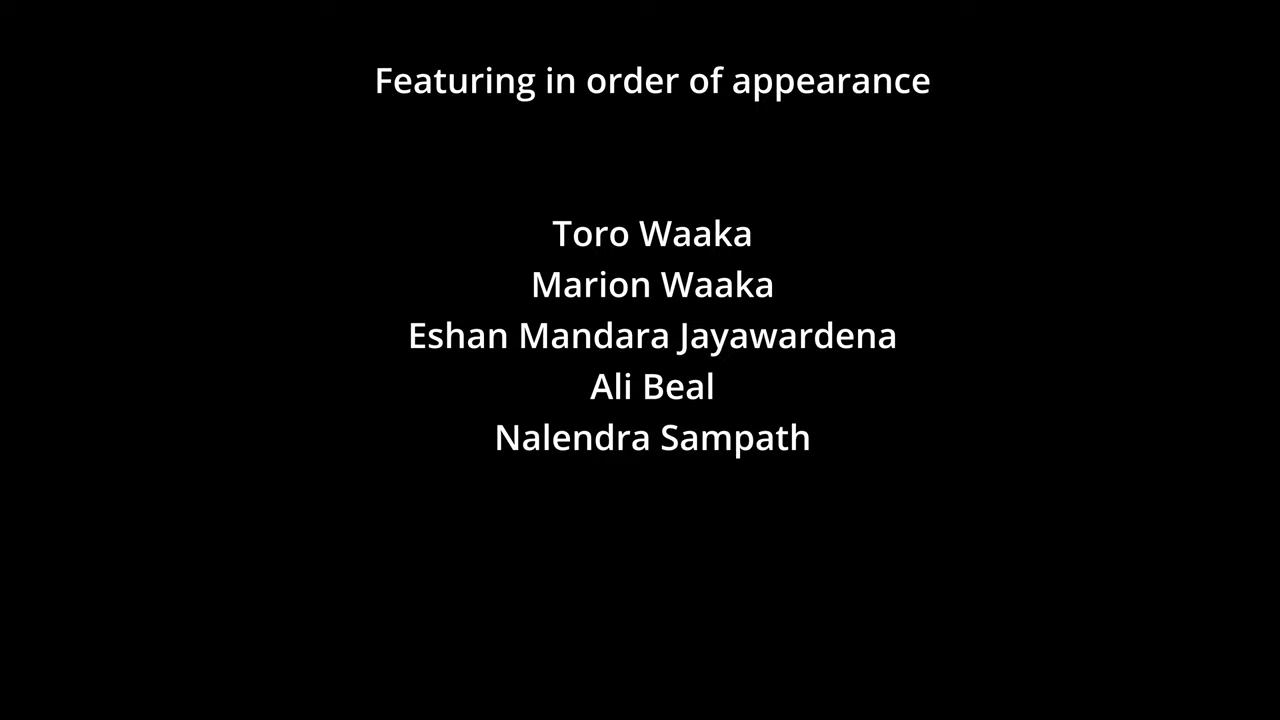 Featuring in order of appearance
Toro Waaka
Marion Waaka
Eshan Mandara Jayawardena
Ali Beal
Nalendra Sampath